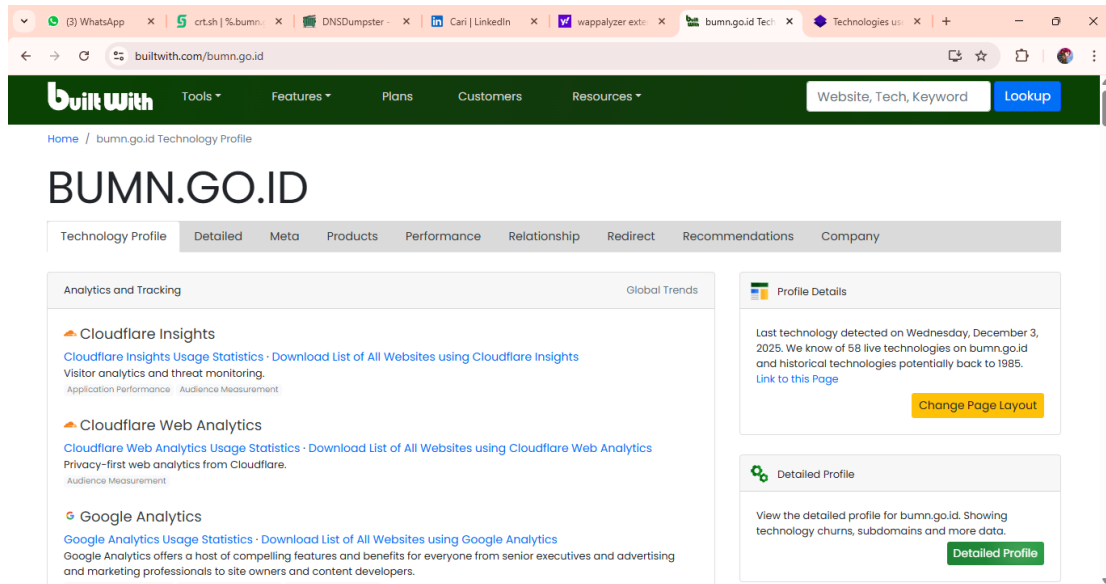 (3) WhatsApp
crt.sh | %.bumn.
DNSDumpster -
Cari | LinkedIn
wappalyzer exte
bumn.go.id Tech
Technologies us
builtwith.com/bumn.go.id
builtwith
Tools
Features
Plans
Customers
Resources
Website, Tech, Keyword
Lookup
Home / bumn.go.id Technology Profile
BUMN.GO.ID
Technology Profile
Detailed
Meta
Products
Performance
Relationship
Redirect
Recommendations
Company
Analytics and Tracking
Global Trends
Cloudflare Insights
Cloudflare Insights Usage Statistics · Download List of All Websites using Cloudflare Insights
Visitor analytics and threat monitoring.
Application Performance Audience Measurement
Cloudflare Web Analytics
Cloudflare Web Analytics Usage Statistics · Download List of All Websites using Cloudflare Web Analytics
Privacy-first web analytics from Cloudflare.
Audience Measurement
Google Analytics
Google Analytics Usage Statistics · Download List of All Websites using Google Analytics
Google Analytics offers a host of compelling features and benefits for everyone from senior executives and advertising
and marketing professionals to site owners and content developers.
Profile Details
Last technology detected on Wednesday, December 3,
2025. We know of 58 live technologies on bumn.go.id
and historical technologies potentially back to 1985.
Link to this Page
Change Page Layout
Detailed Profile
View the detailed profile for bumn.go.id. Showing
technology churns, subdomains and more data.
Detailed Profile